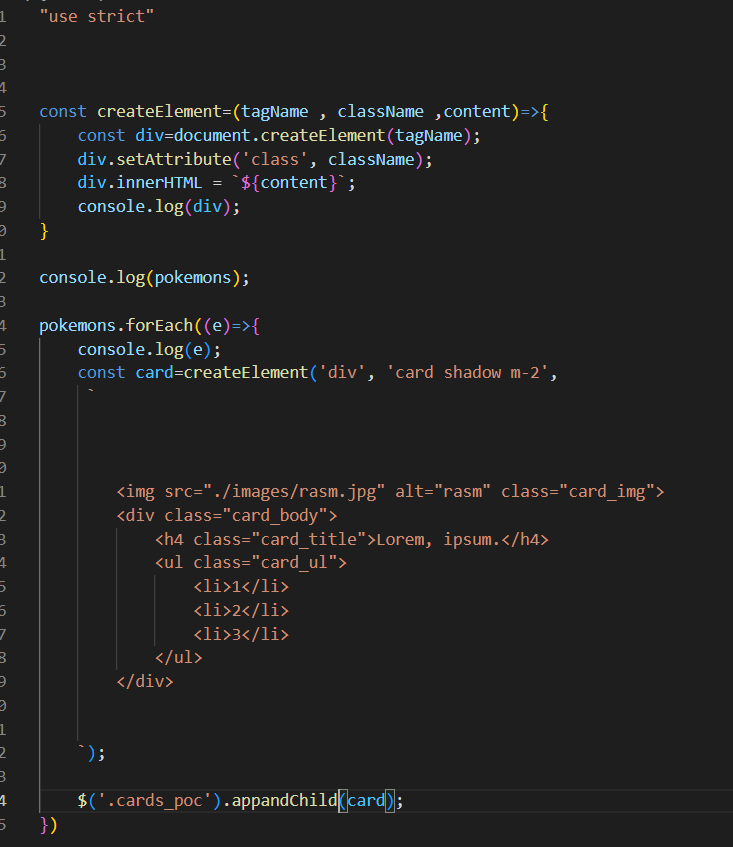 1 "use strict"
2
3
4
5 const createElement=(tagName , className ,content)=>{
6 const div=document.createElement(tagName);
7 div.setAttribute('class', className);
8 div.innerHTML = `${content}`;
9 console.log(div);
0 }
1
2 console.log(pokemons);
3
4 pokemons.forEach((e)=>{
5 console.log(e);
6 const card=createElement('div', 'card shadow m-2',
7 `
8
9
0
1 <img src="./images/rasm.jpg" alt="rasm" class="card_img">
2 <div class="card_body">
3 <h4 class="card_title">Lorem, ipsum.</h4>
4 <ul class="card_ul">
5 <li>1</li>
6 <li>2</li>
7 <li>3</li>
8 </ul>
9 </div>
0
1
2 `);
3
4 $('.cards_poc').appandChild(card);
5 })